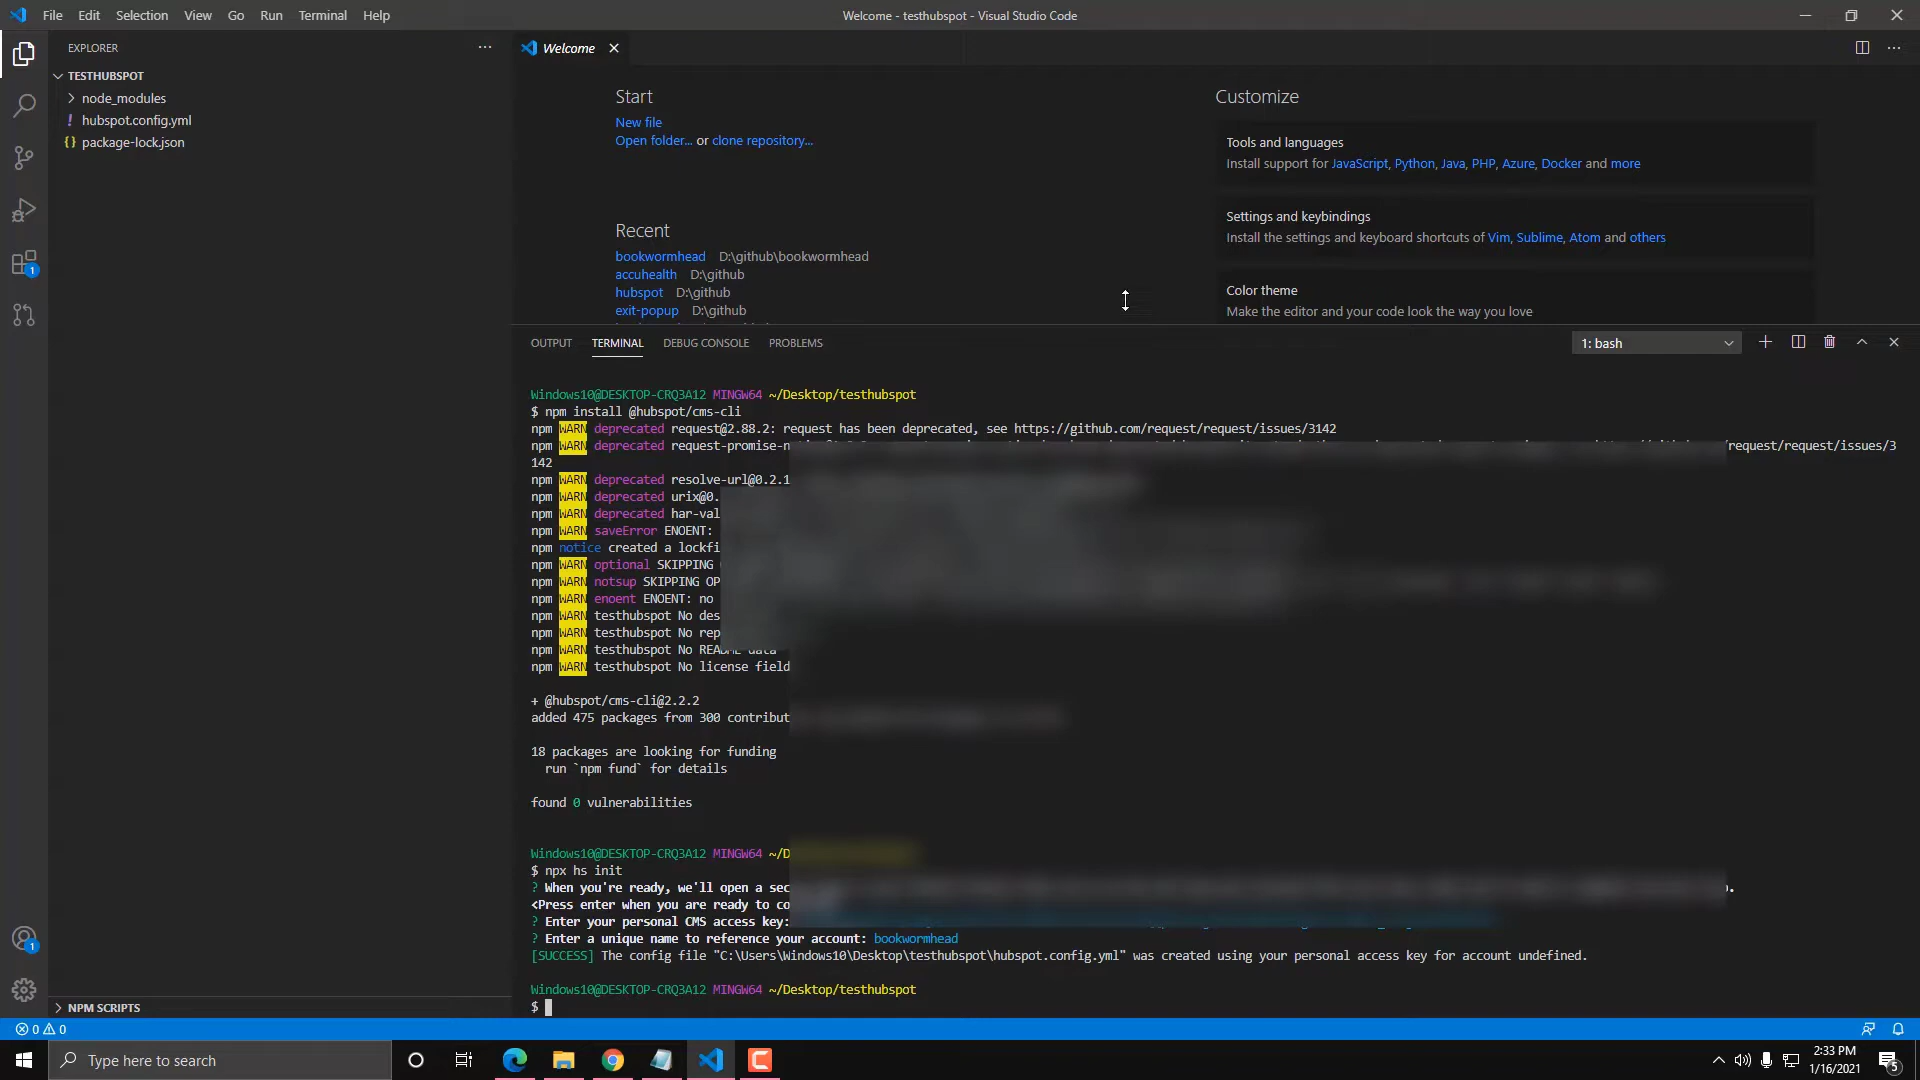 File Edit Selection View Go Run Terminal Help
Welcome - testhubspot - Visual Studio Code
EXPLORER
TESTHUBSPOT
node_modules
! hubspot.config.yml
{} package-lock.json
NPM SCRIPTS
Welcome
Start
New file
Open folder... or clone repository...
Recent
bookwormhead D:\github\bookwormhead
accuhealth D:\github
hubspot D:\github
exit-popup D:\github
Customize
Tools and languages
Install support for JavaScript, Python, Java, PHP, Azure, Docker and more
Settings and keybindings
Install the settings and keyboard shortcuts of Vim, Sublime, Atom and others
Color theme
Make the editor and your code look the way you love
OUTPUT TERMINAL DEBUG CONSOLE PROBLEMS
1: bash
Windows10@DESKTOP-CRQ3A12 MINGW64 ~/Desktop/testhubspot
$ npm install @hubspot/cms-cli
npm WARN deprecated request@2.88.2: request has been deprecated, see https://github.com/request/request/issues/3142
npm WARN deprecated request-promise-n /request/request/issues/3
142
npm WARN deprecated resolve-url@0.2.1
npm WARN deprecated urix@0.
npm WARN deprecated har-val
npm WARN saveError ENOENT:
npm notice created a lockfi
npm WARN optional SKIPPING
npm WARN notsup SKIPPING OP
npm WARN enoent ENOENT: no
npm WARN testhubspot No des
npm WARN testhubspot No rep
npm WARN testhubspot No README data
npm WARN testhubspot No license field
+ @hubspot/cms-cli@2.2.2
added 475 packages from 300 contribut
18 packages are looking for funding
run `npm fund` for details
found 0 vulnerabilities
Windows10@DESKTOP-CRQ3A12 MINGW64 ~/D
$ npx hs init
? When you're ready, we'll open a sec
<Press enter when you are ready to co
? Enter your personal CMS access key:
? Enter a unique name to reference your account: bookwormhead
[SUCCESS] The config file "C:\Users\Windows10\Desktop\testhubspot\hubspot.config.yml" was created using your personal access key for account undefined.
Windows10@DESKTOP-CRQ3A12 MINGW64 ~/Desktop/testhubspot
$
1
1
0 0
Type here to search
2:33 PM
1/16/2021
5